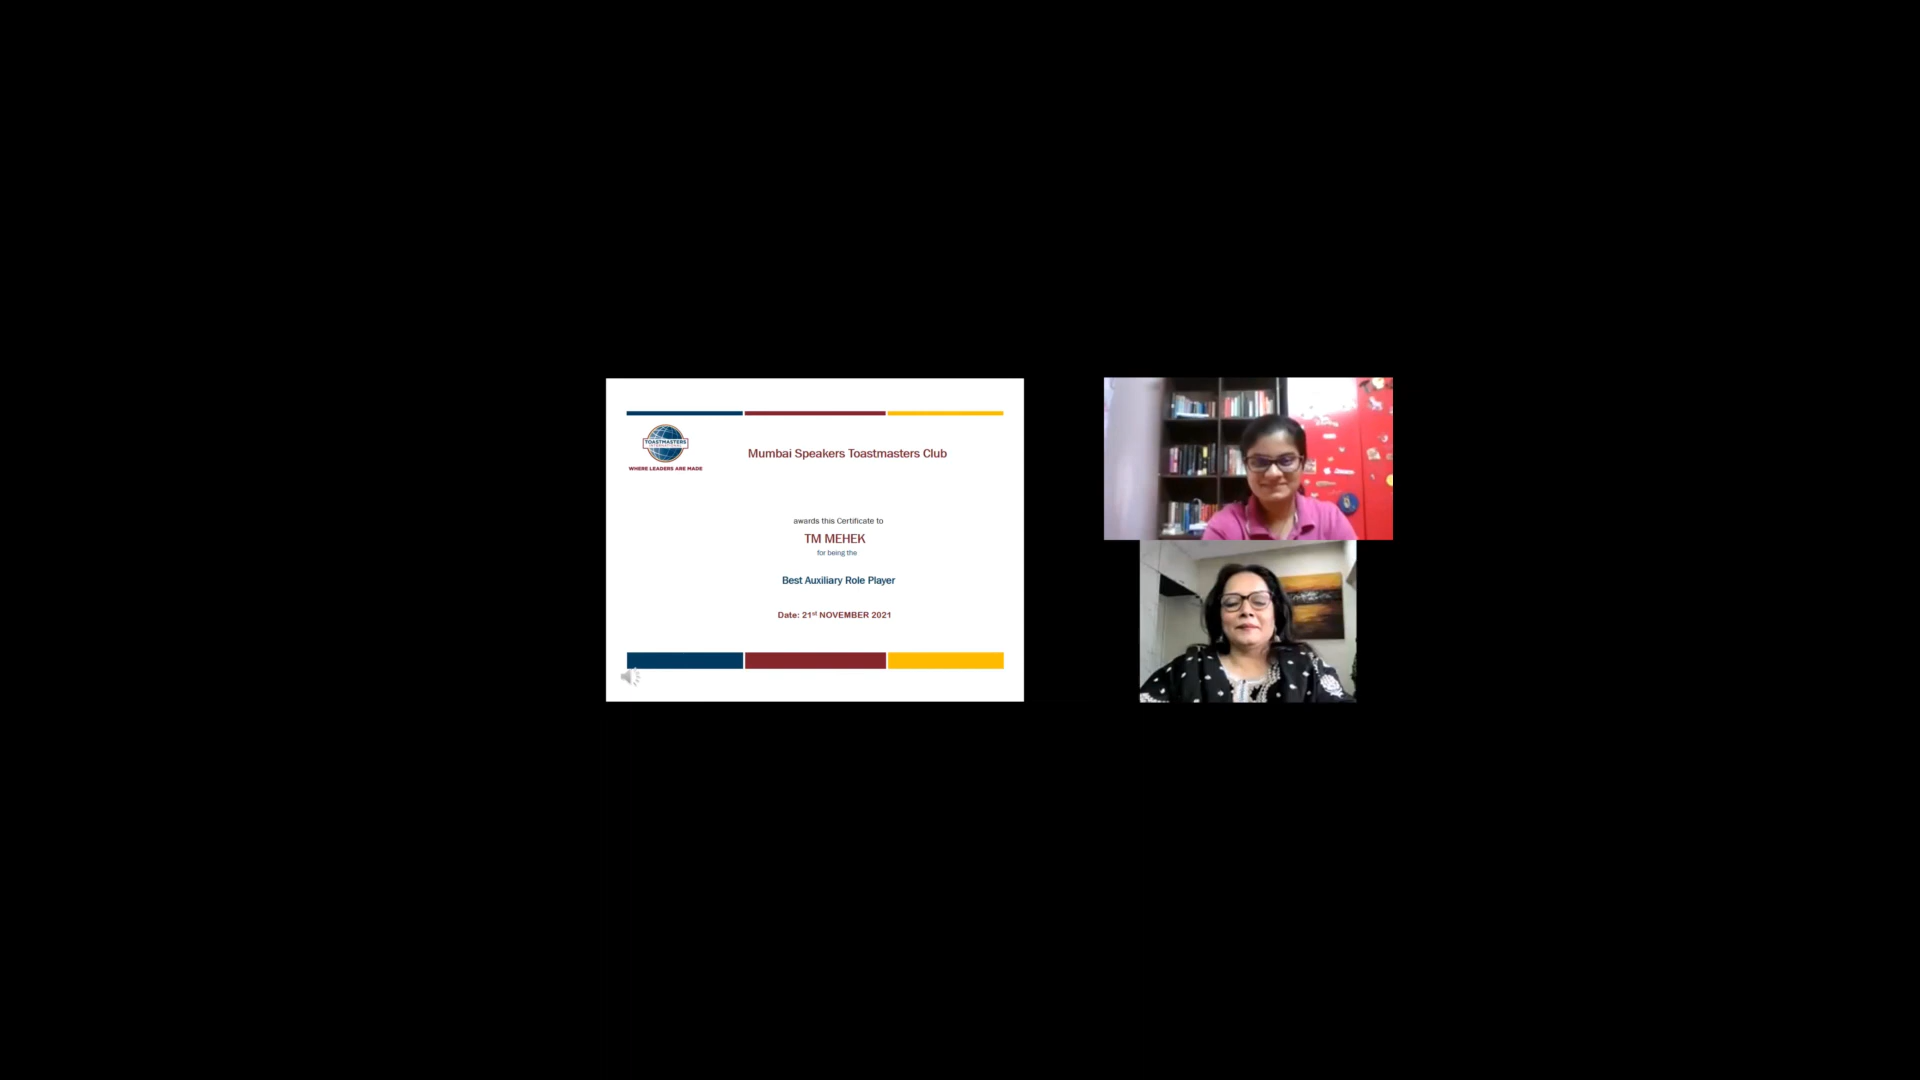 TOASTMASTERS
INTERNATIONAL
WHERE LEADERS ARE MADE
Mumbai Speakers Toastmasters Club
awards this Certificate to
TM MEHEK
for being the
Best Auxiliary Role Player
Date: 21st NOVEMBER 2021